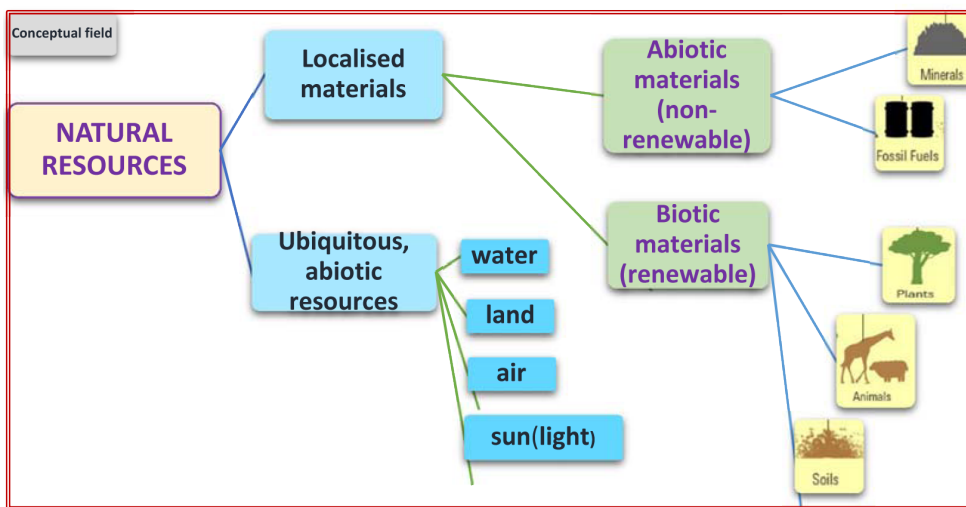 Conceptual field
NATURAL
RESOURCES
Localised
materials
Ubiquitous,
abiotic
resources
water
land
air
sun(light)
Abiotic
materials
(non-
renewable)
Biotic
materials
(renewable)
Minerals
Fossil Fuels
Plants
Animals
Soils